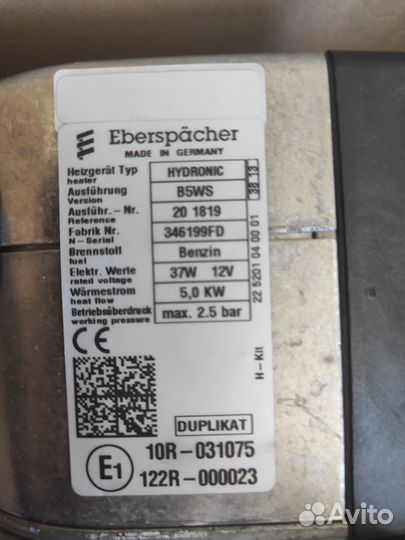 Eberspächer
MADE IN GERMANY
Heizgerät Typ HYDRONIC
heater
Ausführung B5WS
Version
Ausführ.-Nr. 20 1819
Reference
Fabrik Nr. 346199FD
N-Serial
Brennstoff Benzin
fuel
Elektr. Werte 37W 12V
rated voltage
Wärmestrom 5,0 KW
heat flow
Betriebsüberdruck max. 2.5 bar
working pressure
38 13
22 5201 04 00 01
H-Kit
CE
DUPLIKAT
E1
10R-031075
122R-000023
Avito